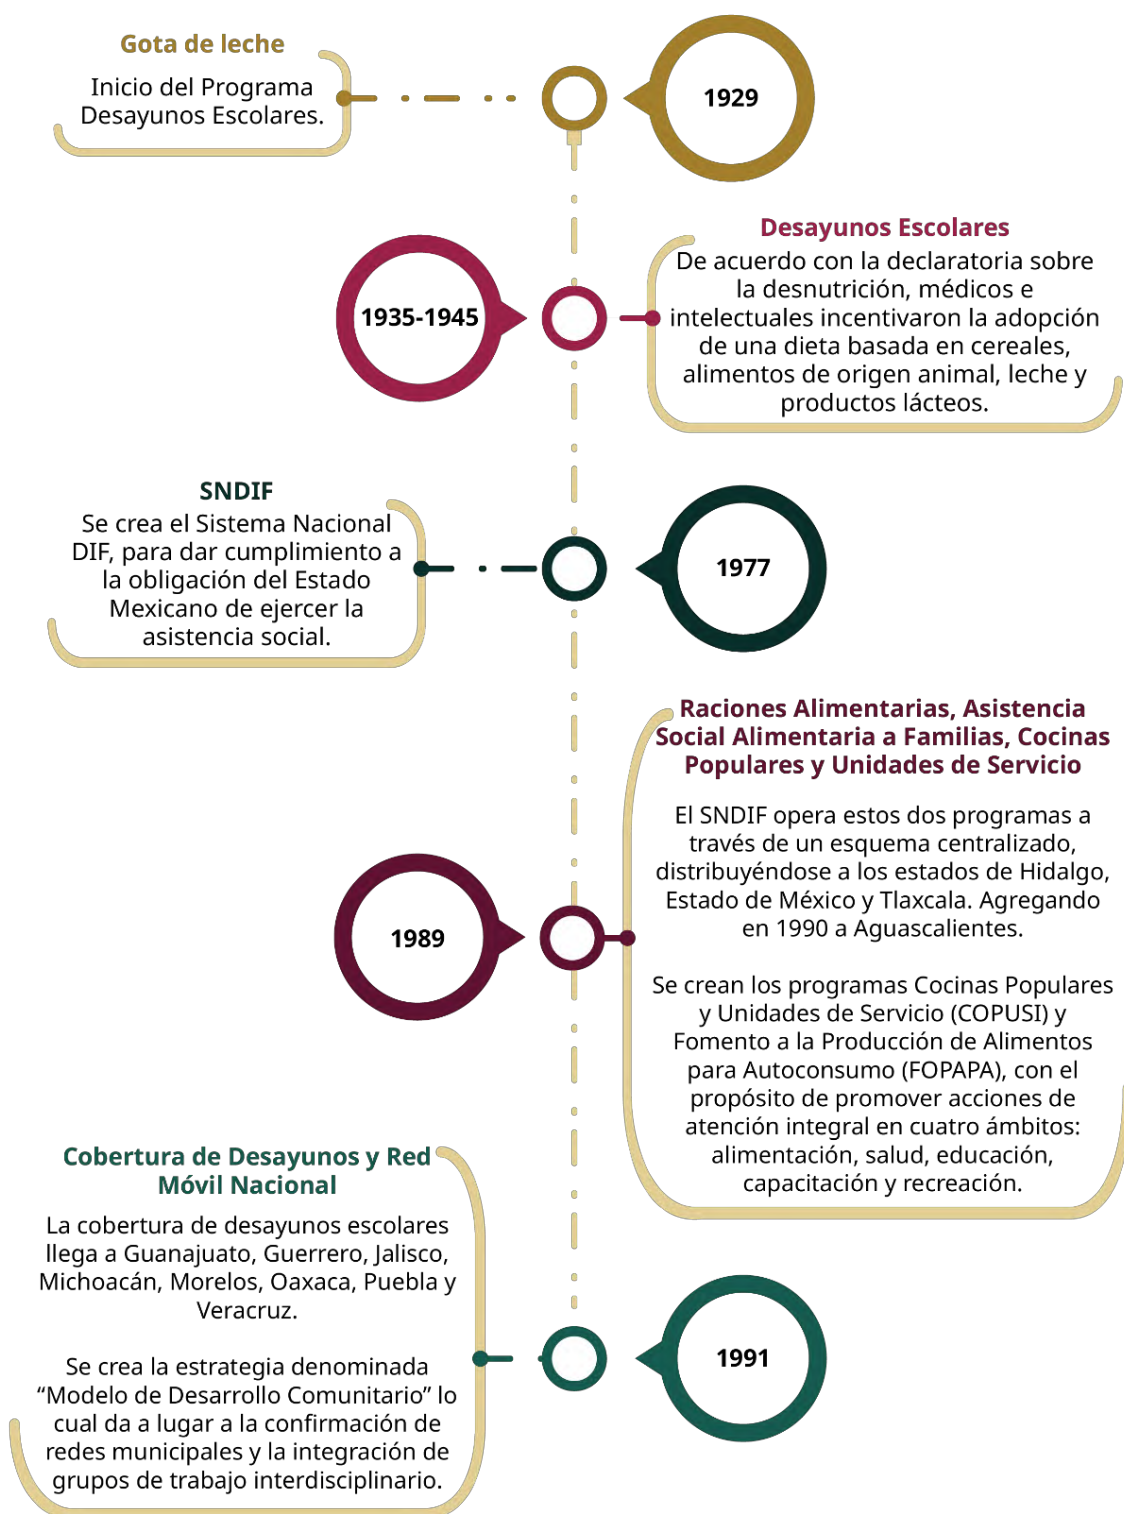 Gota de leche
Inicio del Programa
Desayunos Escolares.
1929
Desayunos Escolares
De acuerdo con la declaratoria sobre
la desnutrición, médicos e
intelectuales incentivaron la adopción
de una dieta basada en cereales,
alimentos de origen animal, leche y
productos lácteos.
1935-1945
SNDIF
Se crea el Sistema Nacional
DIF, para dar cumplimiento a
la obligación del Estado
Mexicano de ejercer la
asistencia social.
1977
Raciones Alimentarias, Asistencia
Social Alimentaria a Familias, Cocinas
Populares y Unidades de Servicio
El SNDIF opera estos dos programas a
través de un esquema centralizado,
distribuyéndose a los estados de Hidalgo,
Estado de México y Tlaxcala. Agregando
en 1990 a Aguascalientes.
Se crean los programas Cocinas Populares
y Unidades de Servicio (COPUSI) y
Fomento a la Producción de Alimentos
para Autoconsumo (FOPAPA), con el
propósito de promover acciones de
atención integral en cuatro ámbitos:
alimentación, salud, educación,
capacitación y recreación.
1989
Cobertura de Desayunos y Red
Móvil Nacional
La cobertura de desayunos escolares
llega a Guanajuato, Guerrero, Jalisco,
Michoacán, Morelos, Oaxaca, Puebla y
Veracruz.
Se crea la estrategia denominada
“Modelo de Desarrollo Comunitario” lo
cual da a lugar a la confirmación de
redes municipales y la integración de
grupos de trabajo interdisciplinario.
1991